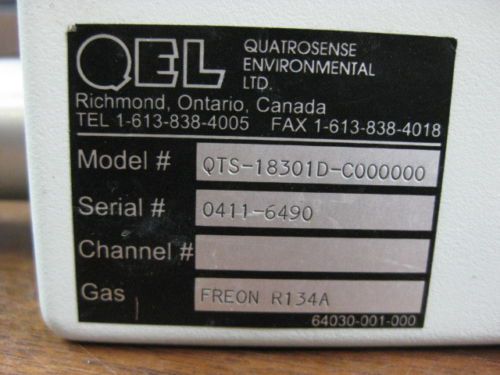 QEL QUATROSENSE
ENVIRONMENTAL
LTD.
Richmond, Ontario, Canada
TEL 1-613-838-4005 FAX 1-613-838-4018
Model # QTS-18301D-C000000
Serial # 0411-6490
Channel #
Gas FREON R134A
64030-001-000